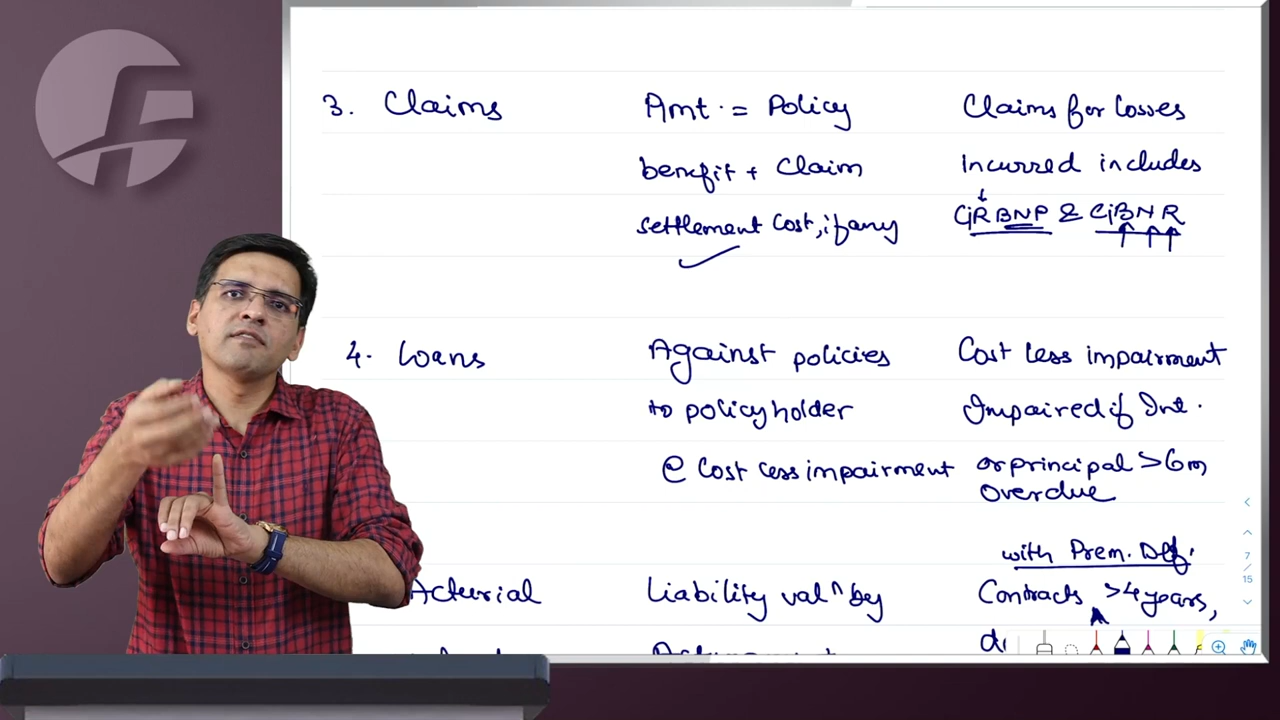 3. Claims
Amt. = Policy
benefit + Claim
settlement Cost, if any
Claims for Losses
Incurred includes
CiRBNP & CiBNR
4. Loans
Against policies
to policyholder
@ Cost less impairment
Cost less impairment
Impaired if Int.
or principal >6m
overdue
with Prem. Def.
Acturial
Liability valn by
Contracts >4 years,
7
/
15